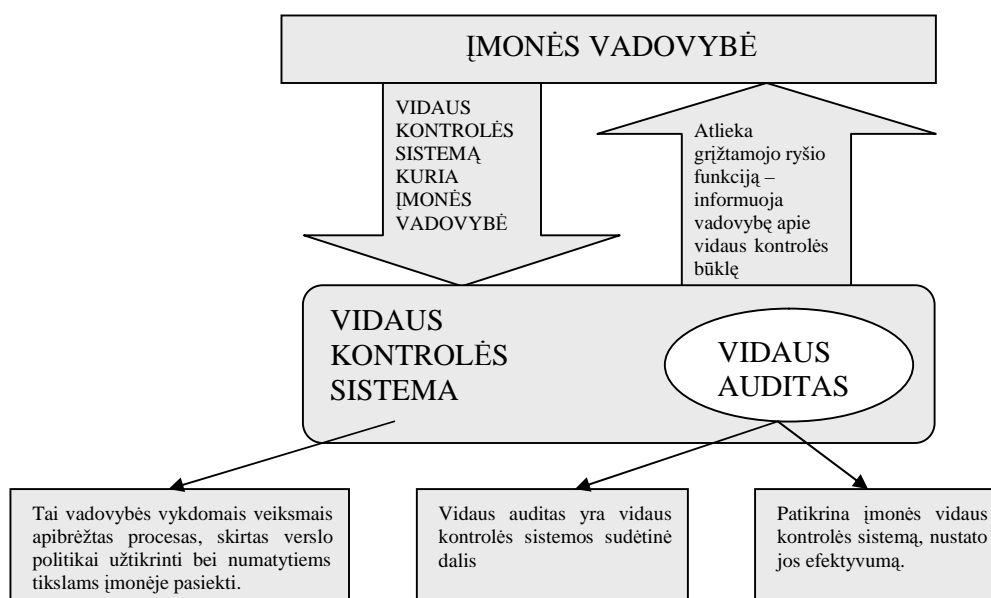 ĮMONĖS VADOVYBĖ
VIDAUS
KONTROLĖS
SISTEMĄ
KURIA
ĮMONĖS
VADOVYBĖ
Atlieka
grįžtamojo ryšio
funkciją –
informuoja
vadovybę apie
vidaus kontrolės
būklę
VIDAUS
KONTROLĖS
SISTEMA
VIDAUS
AUDITAS
Tai vadovybės vykdomais veiksmais
apibrėžtas procesas, skirtas verslo
politikai užtikrinti bei numatytiems
tikslams įmonėje pasiekti.
Vidaus auditas yra vidaus
kontrolės sistemos sudėtinė
dalis
Patikrina įmonės vidaus
kontrolės sistemą, nustato
jos efektyvumą.